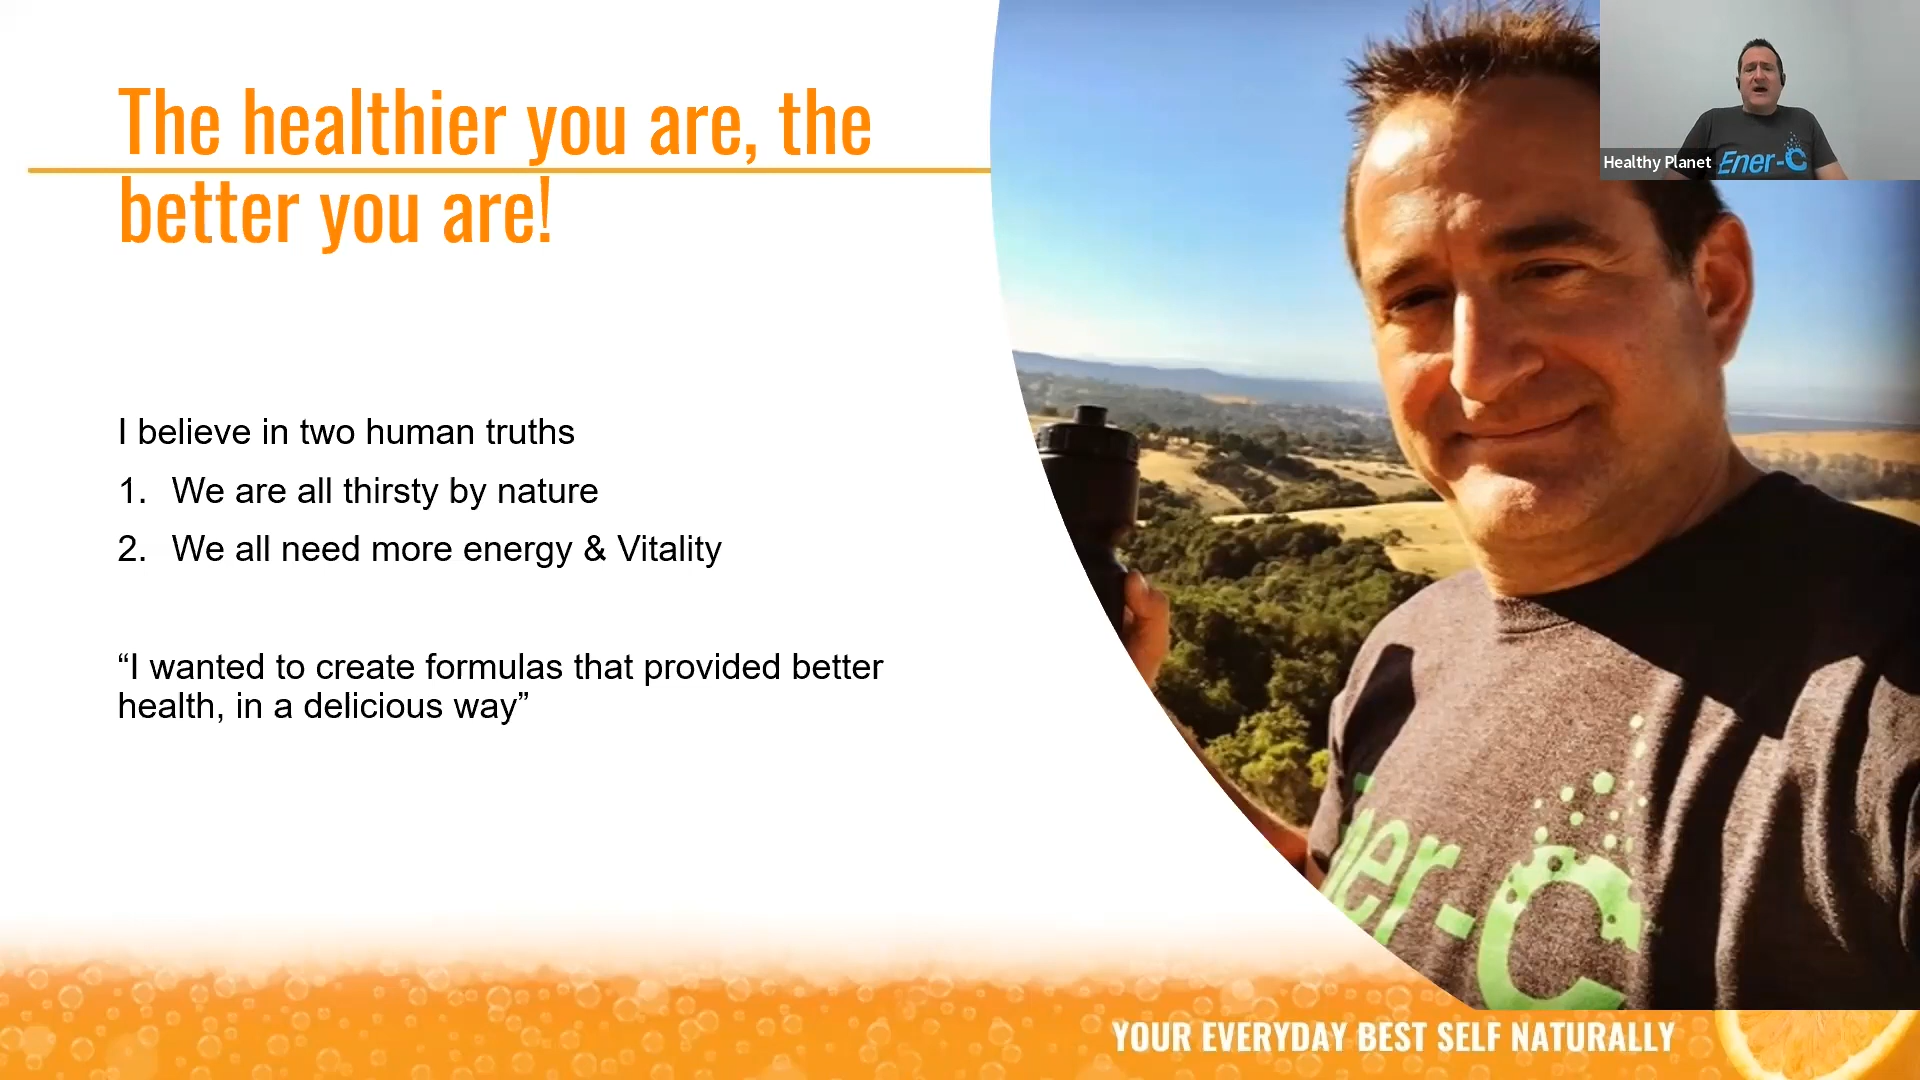 The healthier you are, the
better you are!
I believe in two human truths
1. We are all thirsty by nature
2. We all need more energy & Vitality
“I wanted to create formulas that provided better
health, in a delicious way”
Healthy Planet
Ener-C
ner-C
YOUR EVERYDAY BEST SELF NATURALLY